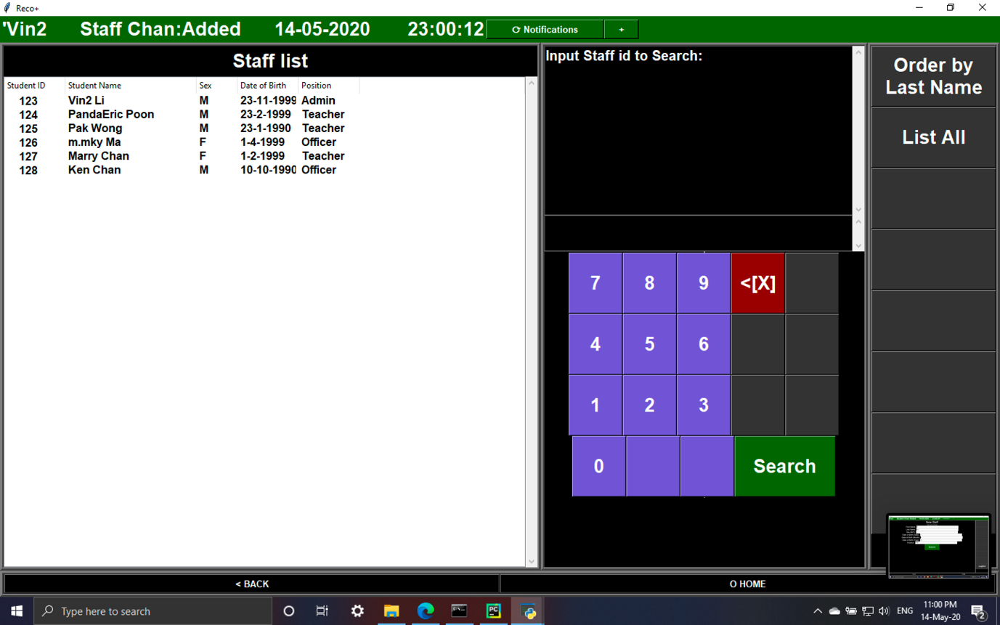 Reco+
'Vin2 Staff Chan:Added 14-05-2020 23:00:12 Notifications +
Staff list
Student ID Student Name Sex Date of Birth Position
123 Vin2 Li M 23-11-1999 Admin
124 PandaEric Poon M 23-2-1999 Teacher
125 Pak Wong M 23-1-1990 Teacher
126 m.mky Ma F 1-4-1999 Officer
127 Marry Chan F 1-2-1999 Teacher
128 Ken Chan M 10-10-1990 Officer
Input Staff id to Search:
7 8 9 <[X]
4 5 6
1 2 3
0 Search
Order by
Last Name
List All
New Staff
< BACK O HOME
Type here to search
PC
ENG
11:00 PM
14-May-20
2